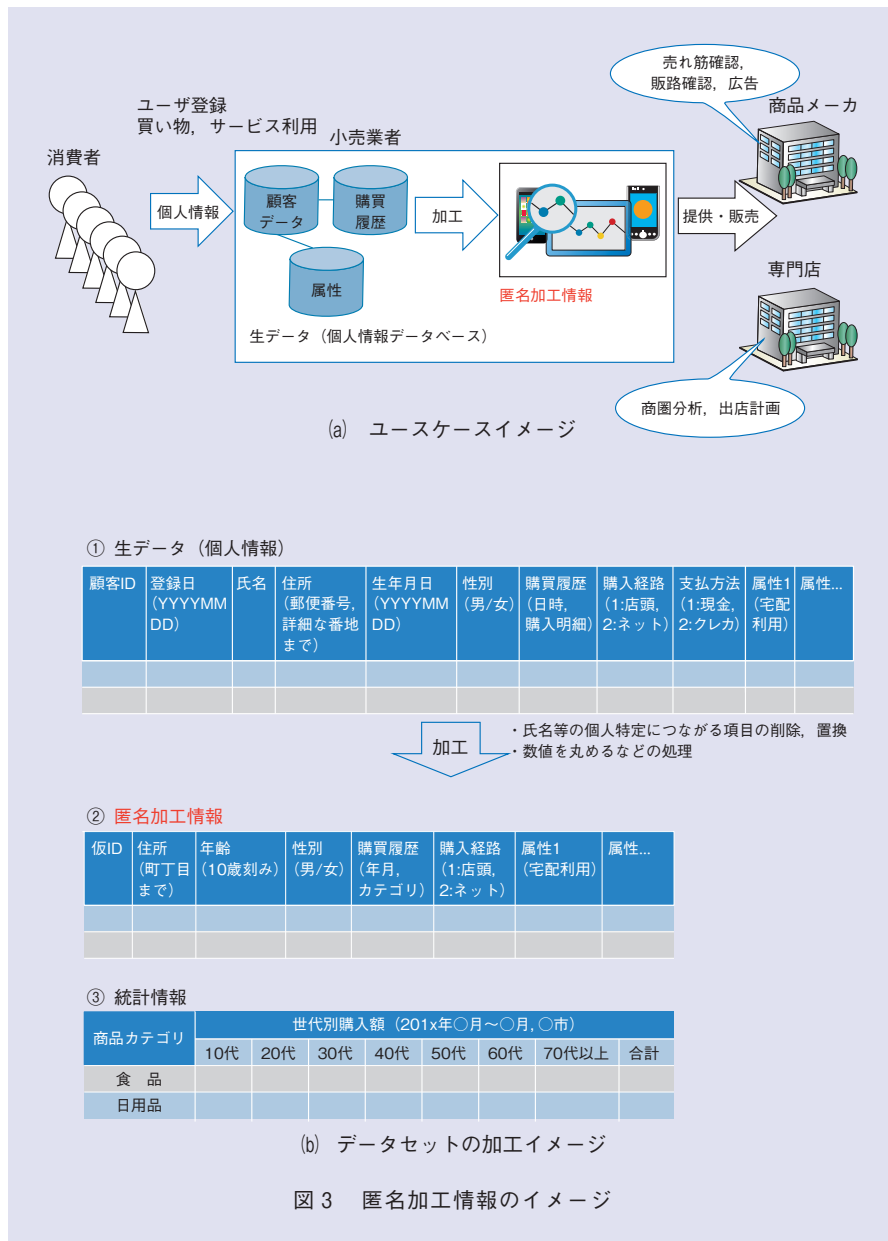 売れ筋確認,
販路確認, 広告
商品メーカ
ユーザ登録
買い物, サービス利用
小売業者
消費者
個人情報
顧客
データ
購買
履歴
属性
加工
提供・販売
匿名加工情報
専門店
生データ（個人情報データベース）
商圏分析, 出店計画
(a) ユースケースイメージ
① 生データ（個人情報）
顧客ID
登録日
(YYYYMM
DD)
氏名
住所
(郵便番号,
詳細な番地
まで)
生年月日
(YYYYMM
DD)
性別
(男/女)
購買履歴
(日時,
購入明細)
購入経路
(1:店頭,
2:ネット)
支払方法
(1:現金,
2:クレカ)
属性1
(宅配
利用)
属性...
加工
・氏名等の個人特定につながる項目の削除, 置換
・数値を丸めるなどの処理
② 匿名加工情報
仮ID
住所
(町丁目
まで)
年齢
(10歳刻み)
性別
(男/女)
購買履歴
(年月,
カテゴリ)
購入経路
(1:店頭,
2:ネット)
属性1
(宅配利用)
属性...
③ 統計情報
商品カテゴリ
世代別購入額（201x年○月～○月, ○市）
10代 20代 30代 40代 50代 60代 70代以上 合計
食 品
日用品
(b) データセットの加工イメージ
図3 匿名加工情報のイメージ